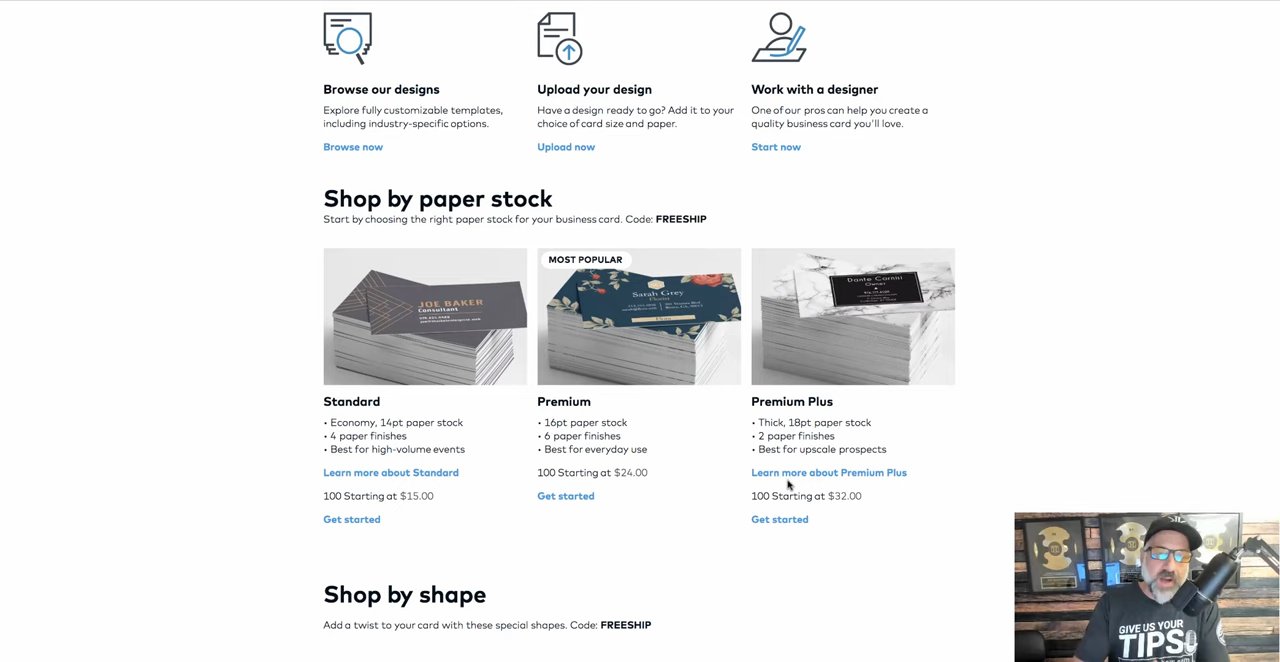 Browse our designs
Explore fully customizable templates,
including industry-specific options.
Browse now
Upload your design
Have a design ready to go? Add it to your
choice of card size and paper.
Upload now
Work with a designer
One of our pros can help you create a
quality business card you'll love.
Start now
Shop by paper stock
Start by choosing the right paper stock for your business card. Code: FREESHIP
JOE BAKER
Consultant
MOST POPULAR
Sarah Grey
Dante Corrisi
Owner
Standard
• Economy, 14pt paper stock
• 4 paper finishes
• Best for high-volume events
Learn more about Standard
100 Starting at $15.00
Get started
Premium
• 16pt paper stock
• 6 paper finishes
• Best for everyday use
100 Starting at $24.00
Get started
Premium Plus
• Thick, 18pt paper stock
• 2 paper finishes
• Best for upscale prospects
Learn more about Premium Plus
100 Starting at $32.00
Get started
Shop by shape
Add a twist to your card with these special shapes. Code: FREESHIP
GIVE US YOUR
TIPS